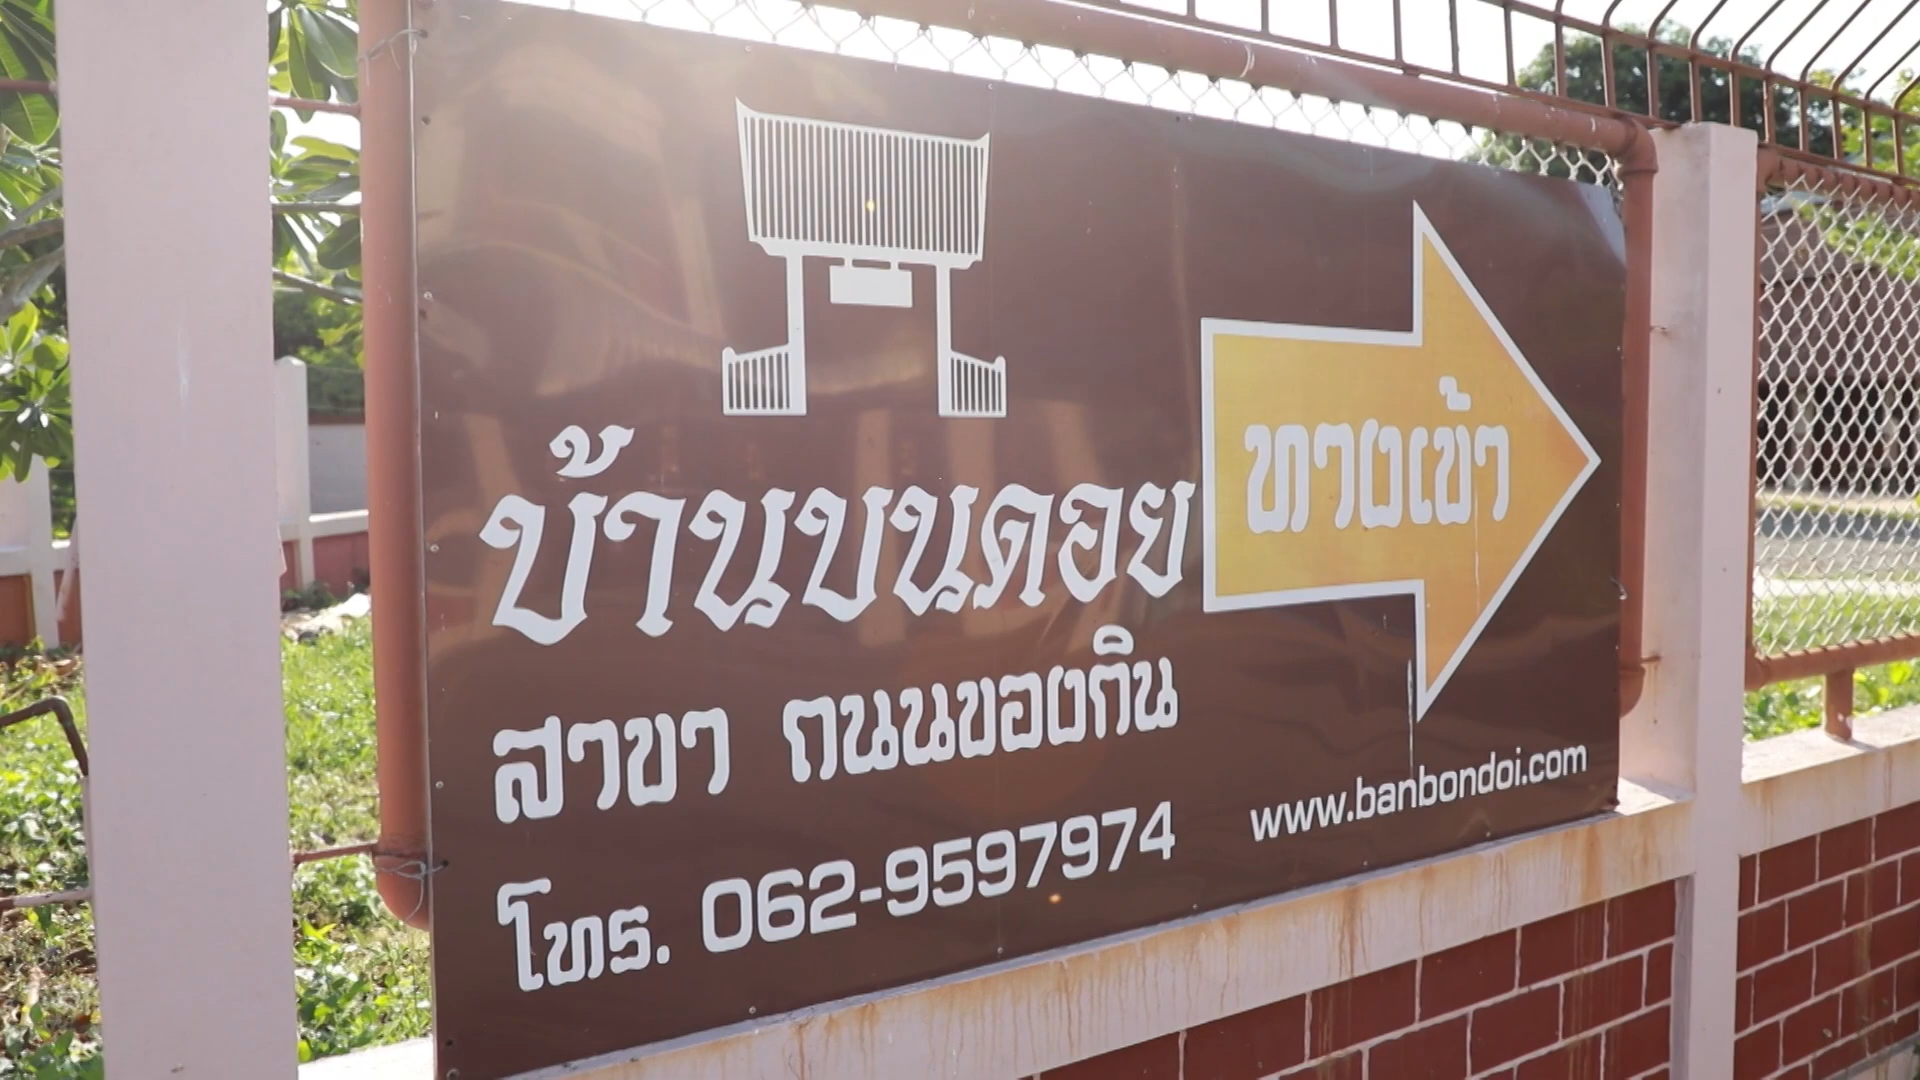 บ้านบนดอย
ทางเข้า
สาขา ถนนของกิน
โทร. 062-9597974
www.banbondoi.com